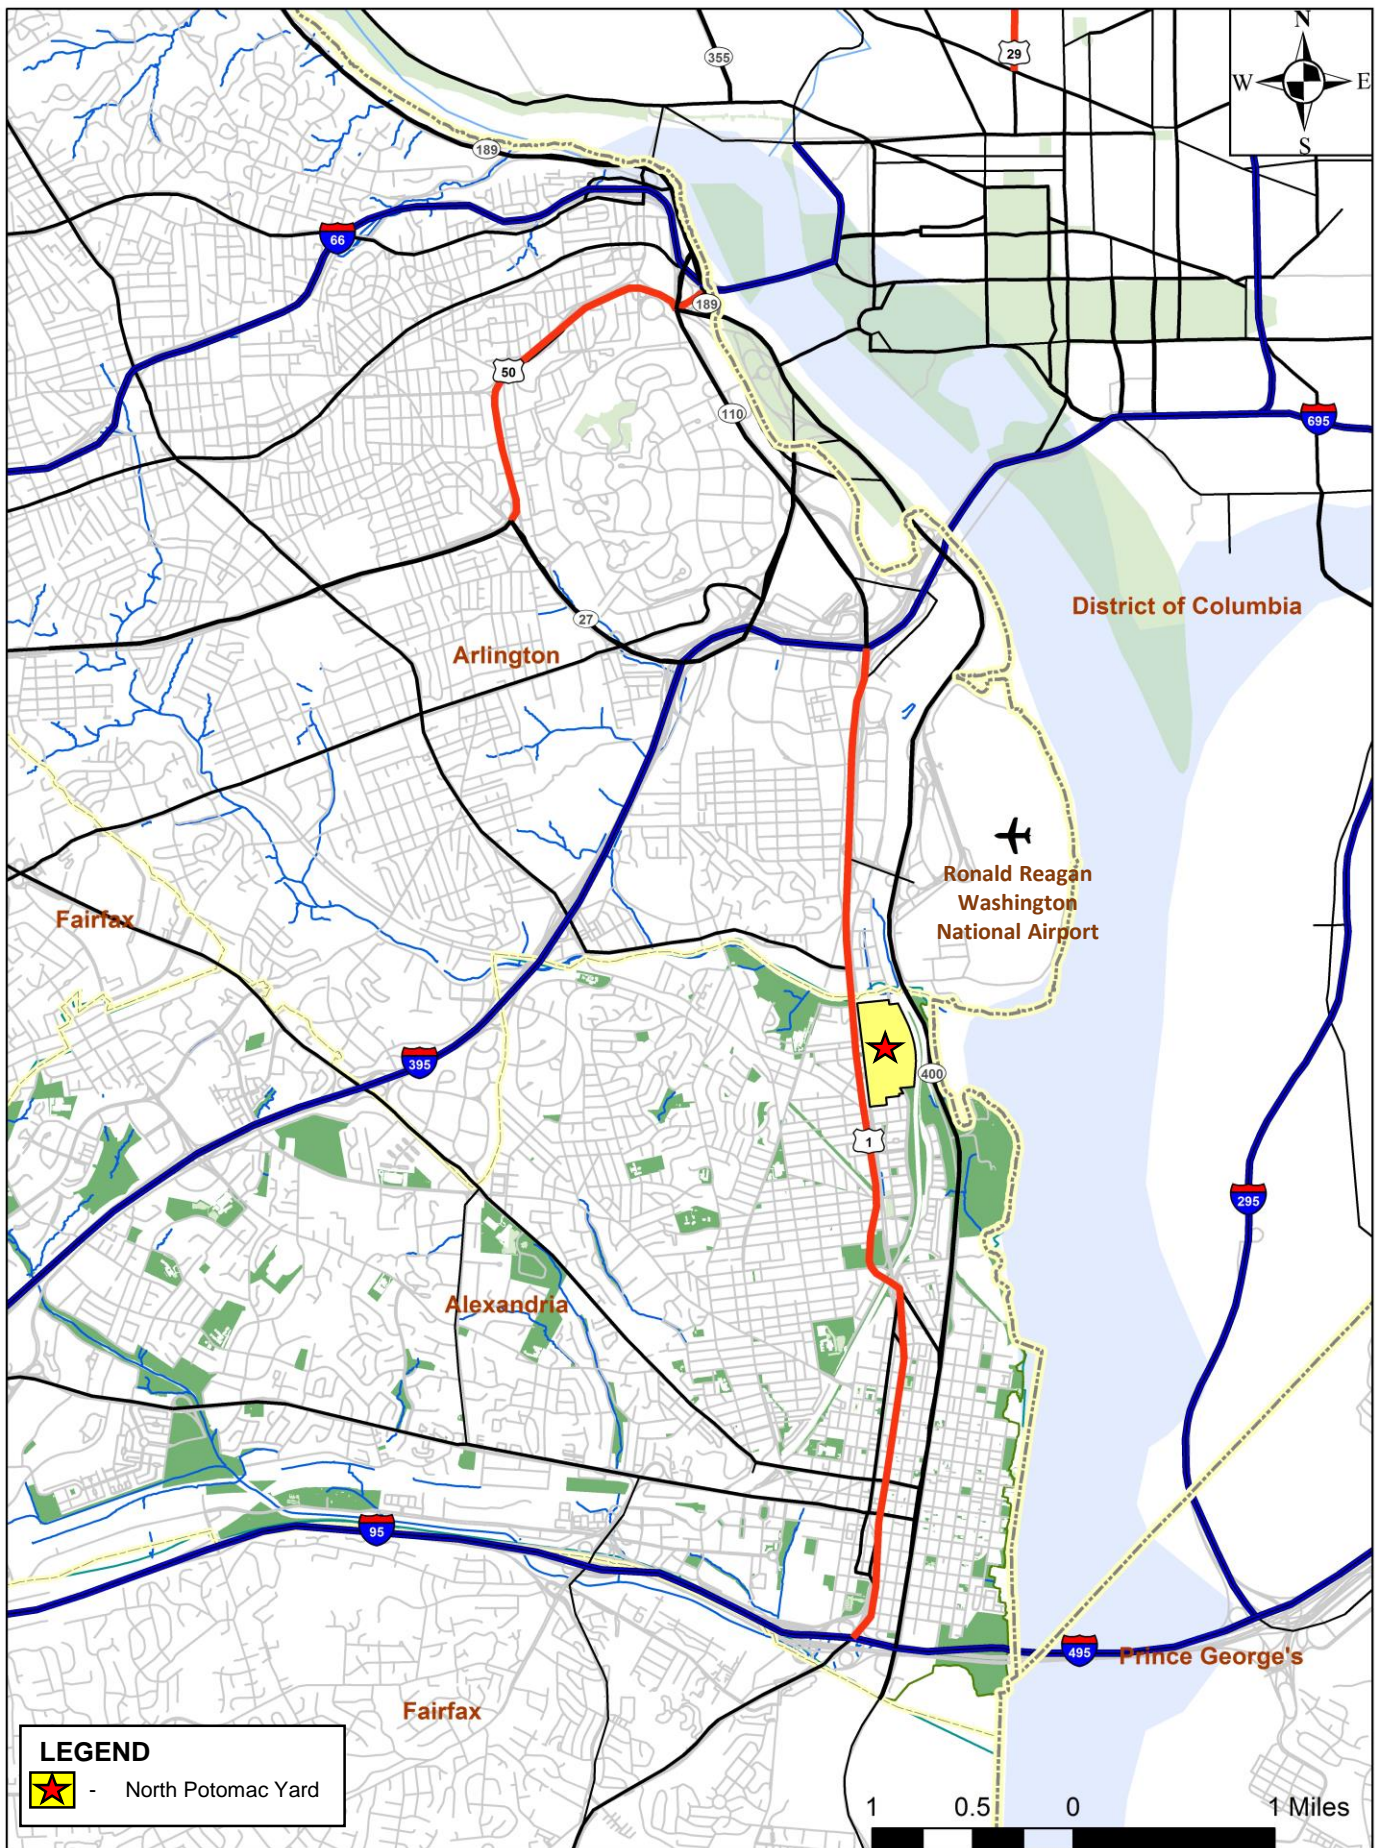 N
W E
S
355
29
189
66
189
50
110
695
District of Columbia
27
Arlington
Ronald Reagan
Washington
National Airport
Fairfax
395
400
1
295
Alexandria
95
495
Prince George's
Fairfax
LEGEND
- North Potomac Yard
1 0.5 0 1 Miles